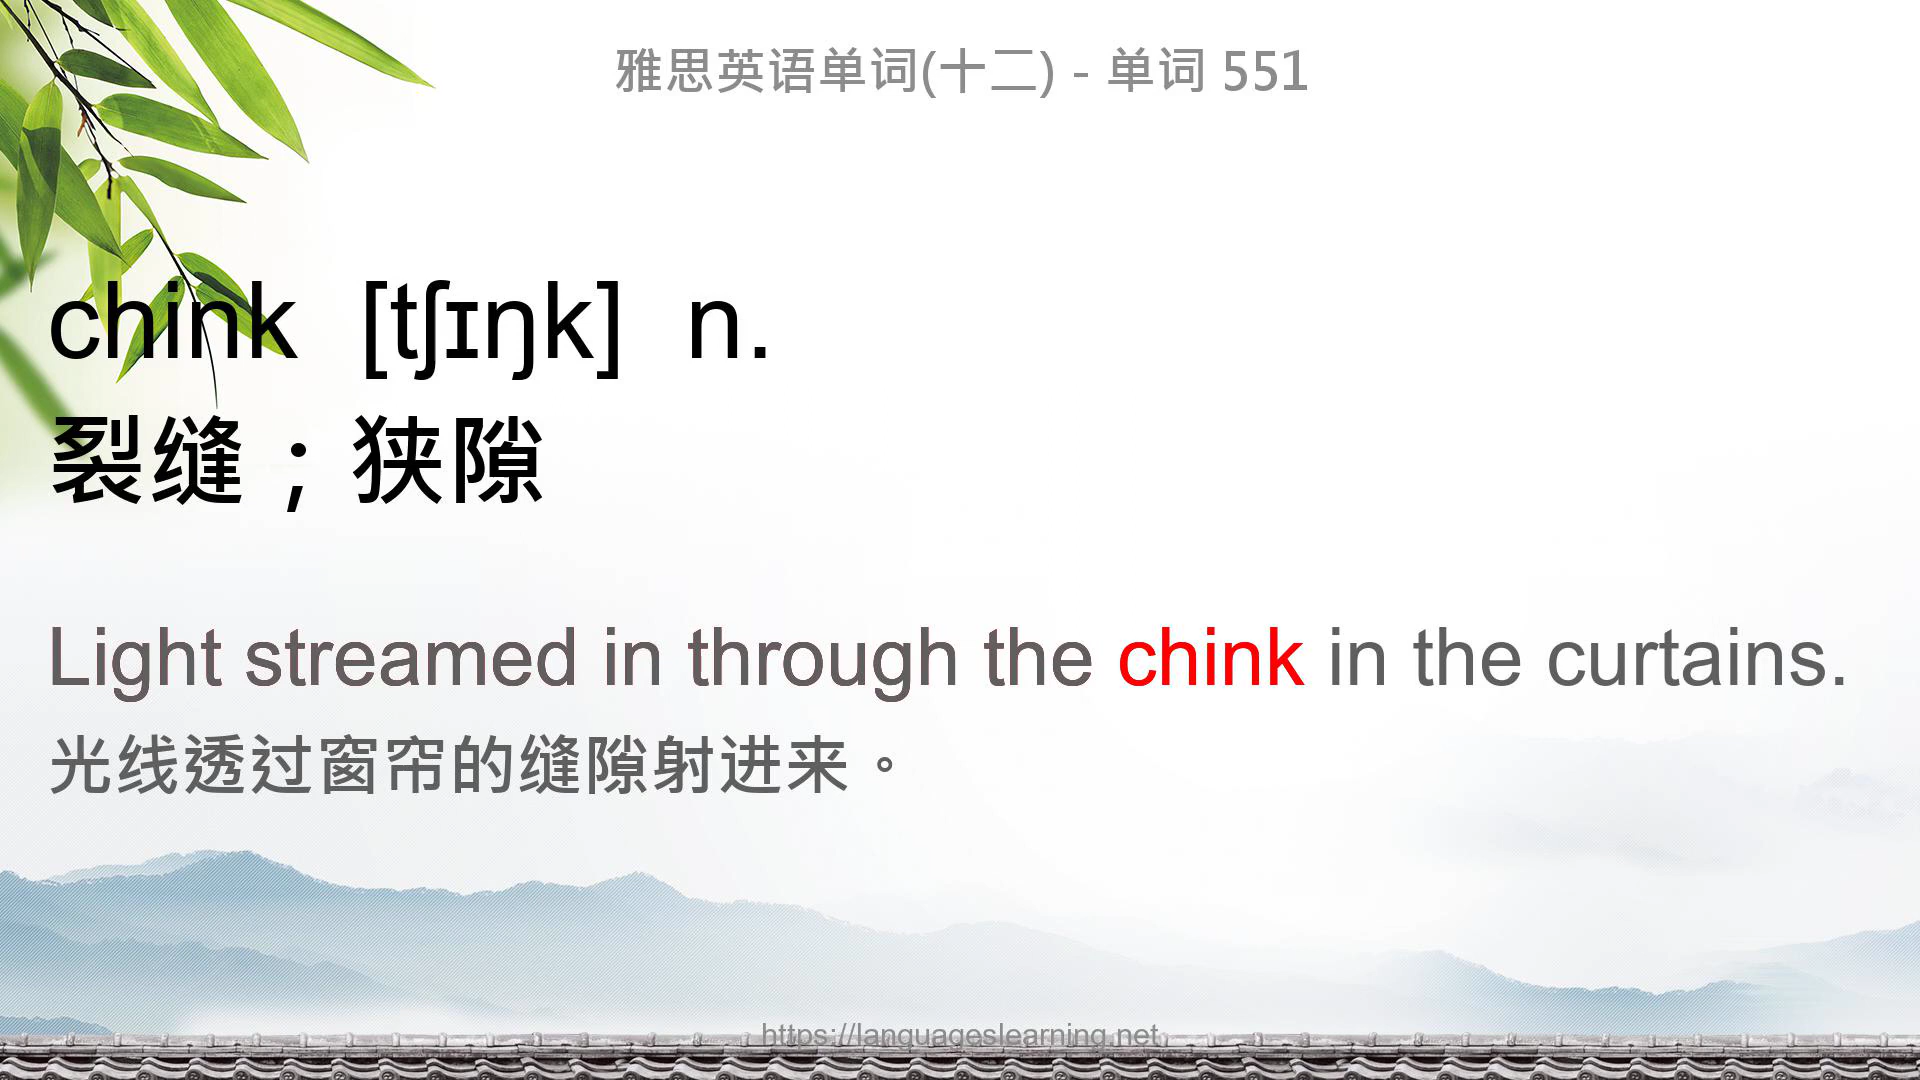 雅思英语单词(十二) - 单词 551
chink [tʃɪŋk] n.
裂缝；狭隙
Light streamed in through the chink in the curtains.
光线透过窗帘的缝隙射进来。
https://languageslearning.net